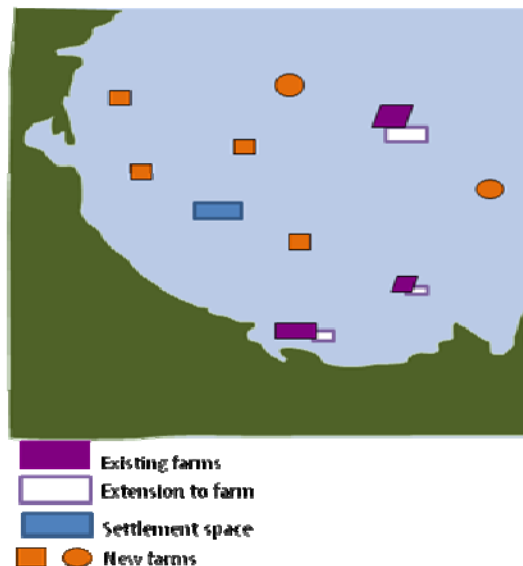 Existing farms
Extension to farm
Settlement space
New farms